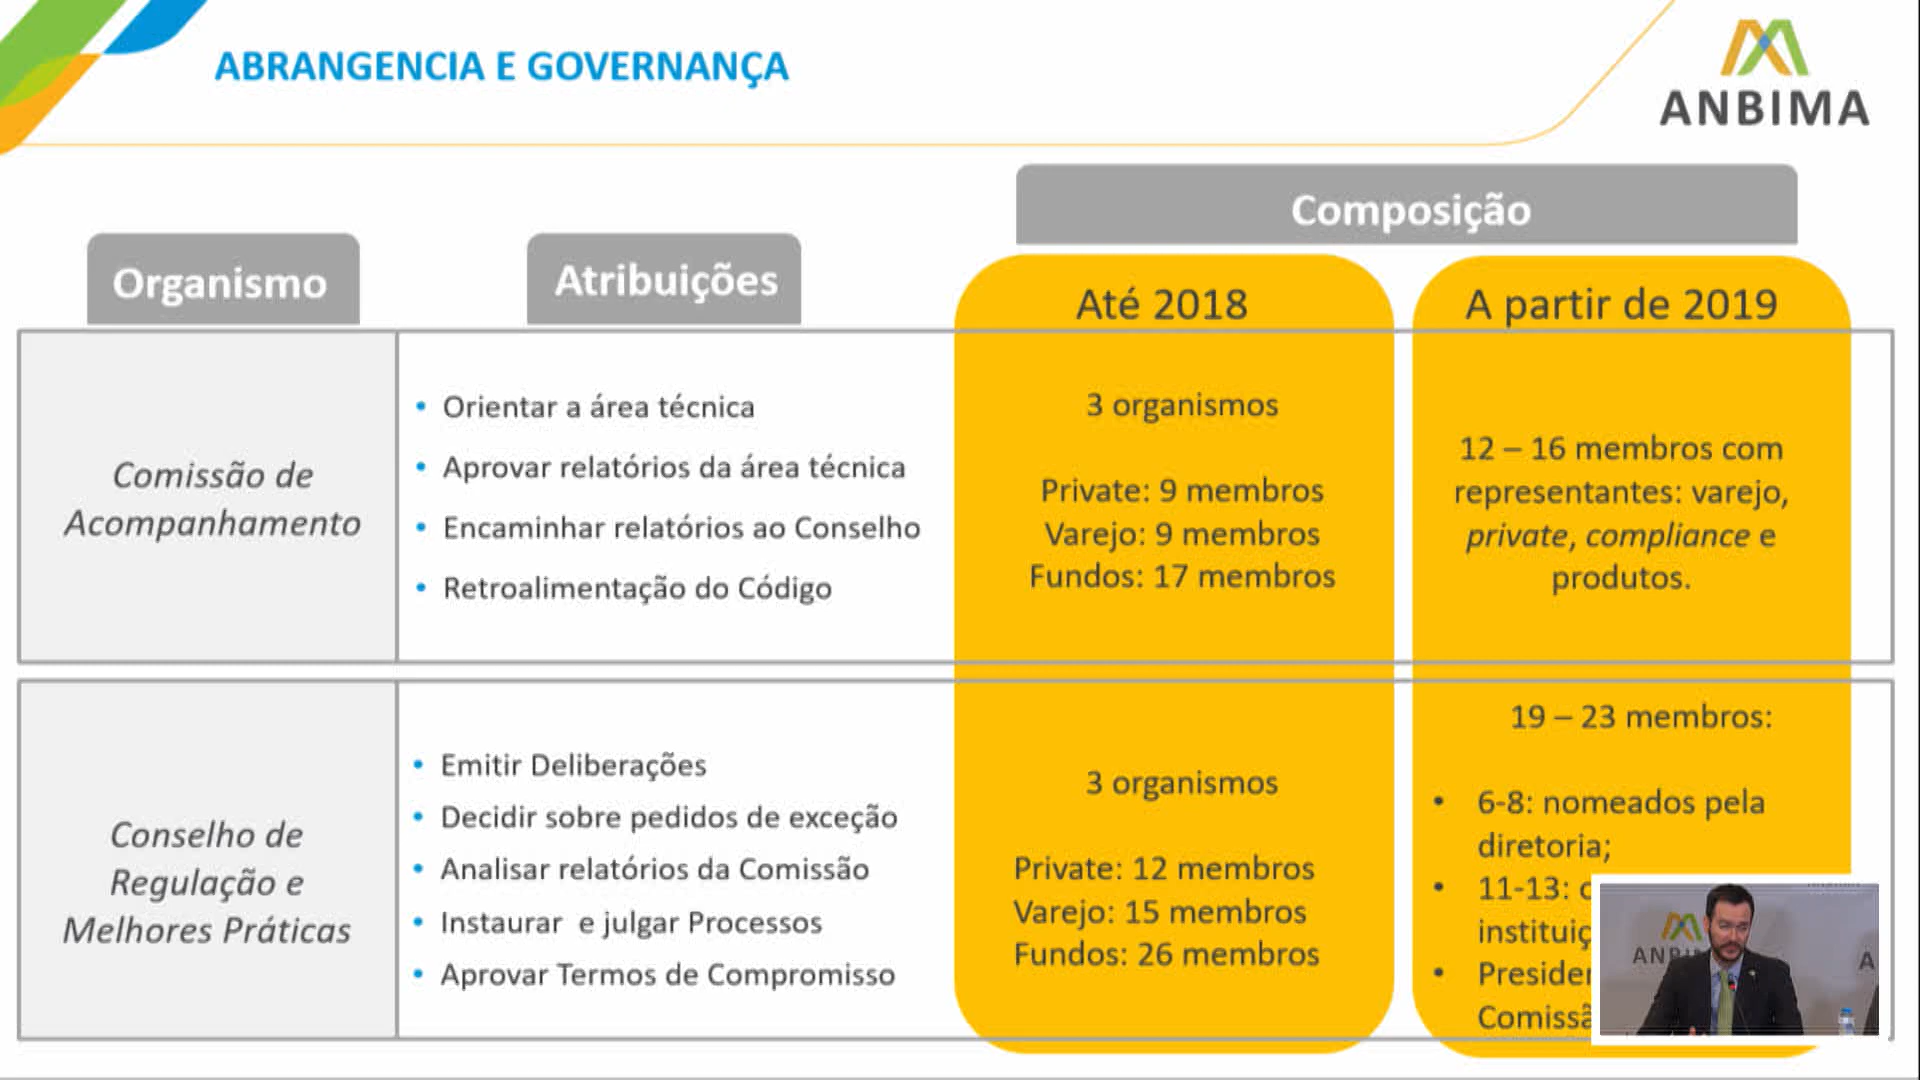 ABRANGENCIA E GOVERNANÇA
ANBIMA
Composição
Organismo
Atribuições
Até 2018
A partir de 2019
Comissão de
Acompanhamento
• Orientar a área técnica
• Aprovar relatórios da área técnica
• Encaminhar relatórios ao Conselho
• Retroalimentação do Código
3 organismos
Private: 9 membros
Varejo: 9 membros
Fundos: 17 membros
12 – 16 membros com
representantes: varejo,
private, compliance e
produtos.
Conselho de
Regulação e
Melhores Práticas
• Emitir Deliberações
• Decidir sobre pedidos de exceção
• Analisar relatórios da Comissão
• Instaurar  e julgar Processos
• Aprovar Termos de Compromisso
3 organismos
Private: 12 membros
Varejo: 15 membros
Fundos: 26 membros
19 – 23 membros:
• 6-8: nomeados pela
diretoria;
• 11-13: